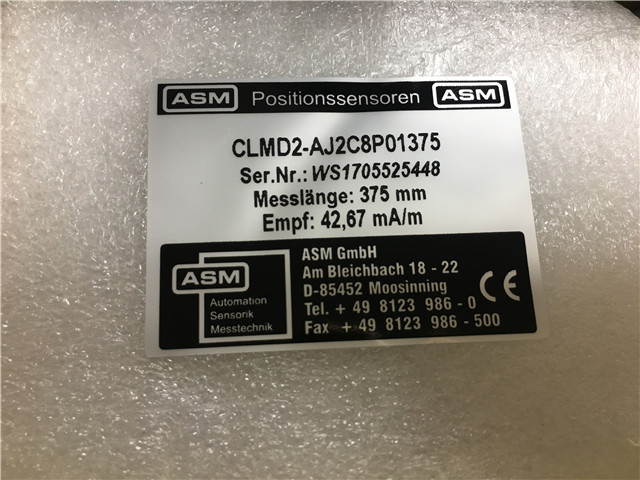 ASM Positionssensoren ASM
CLMD2-AJ2C8P01375
Ser.Nr.: WS1705525448
Messlänge: 375 mm
Empf: 42,67 mA/m
ASM
Automation
Sensorik
Messtechnik
ASM GmbH
Am Bleichbach 18 - 22
D-85452 Moosinning
Tel. + 49 8123 986 - 0
Fax + 49 8123 986 - 500
CE